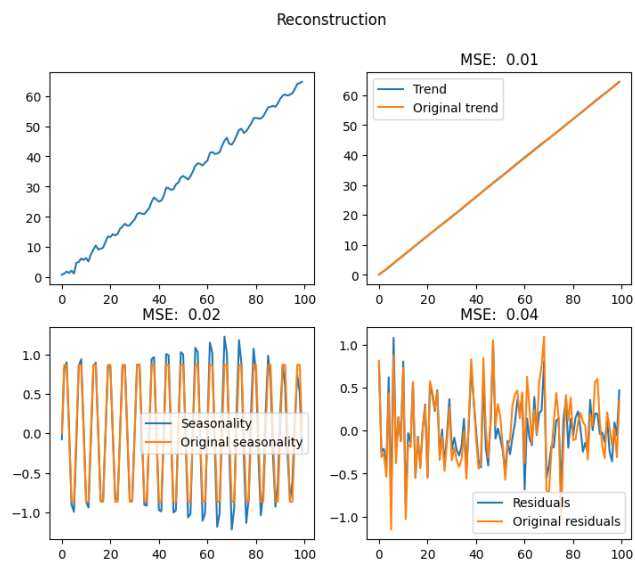 Reconstruction
60
50
40
30
20
10
0
0 20 40 60 80 100
MSE: 0.01
Trend
Original trend
60
50
40
30
20
10
0
0 20 40 60 80 100
MSE: 0.02
1.0
0.5
0.0
−0.5
−1.0
Seasonality
Original seasonality
0 20 40 60 80 100
MSE: 0.04
1.0
0.5
0.0
−0.5
−1.0
Residuals
Original residuals
0 20 40 60 80 100